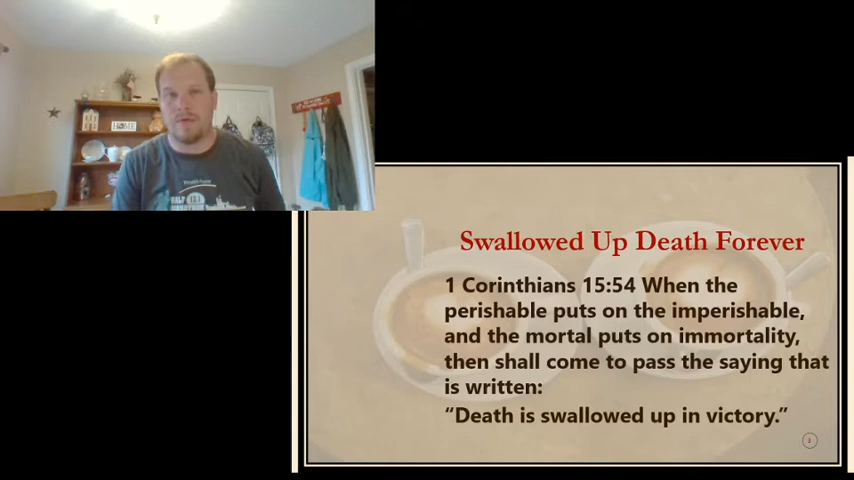 HOME
HALF
MARATHON
Swallowed Up Death Forever
1 Corinthians 15:54 When the
perishable puts on the imperishable,
and the mortal puts on immortality,
then shall come to pass the saying that
is written:
“Death is swallowed up in victory.”